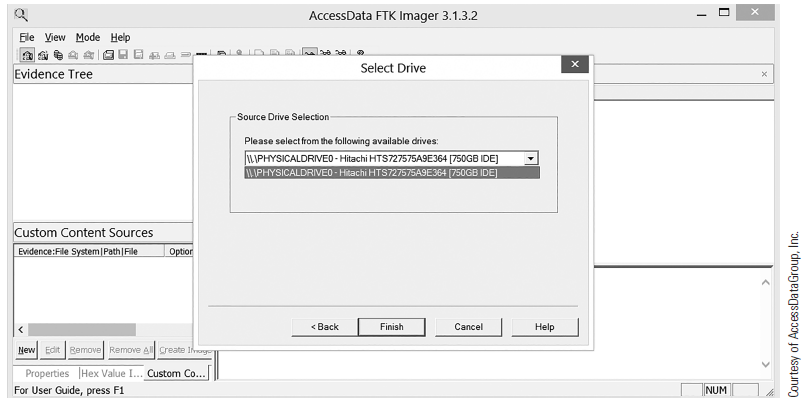 AccessData FTK Imager 3.1.3.2
File View Mode Help
Evidence Tree
Select Drive
Source Drive Selection
Please select from the following available drives:
\\.\PHYSICALDRIVE0 - Hitachi HTS727575A9E364 [750GB IDE]
\\.\PHYSICALDRIVE0 - Hitachi HTS727575A9E364 [750GB IDE]
Custom Content Sources
Evidence:File System|Path|File Option
< Back Finish Cancel Help
New Edit Remove Remove All Create Image
Properties Hex Value I... Custom Co...
For User Guide, press F1
NUM
Courtesy of AccessDataGroup, Inc.